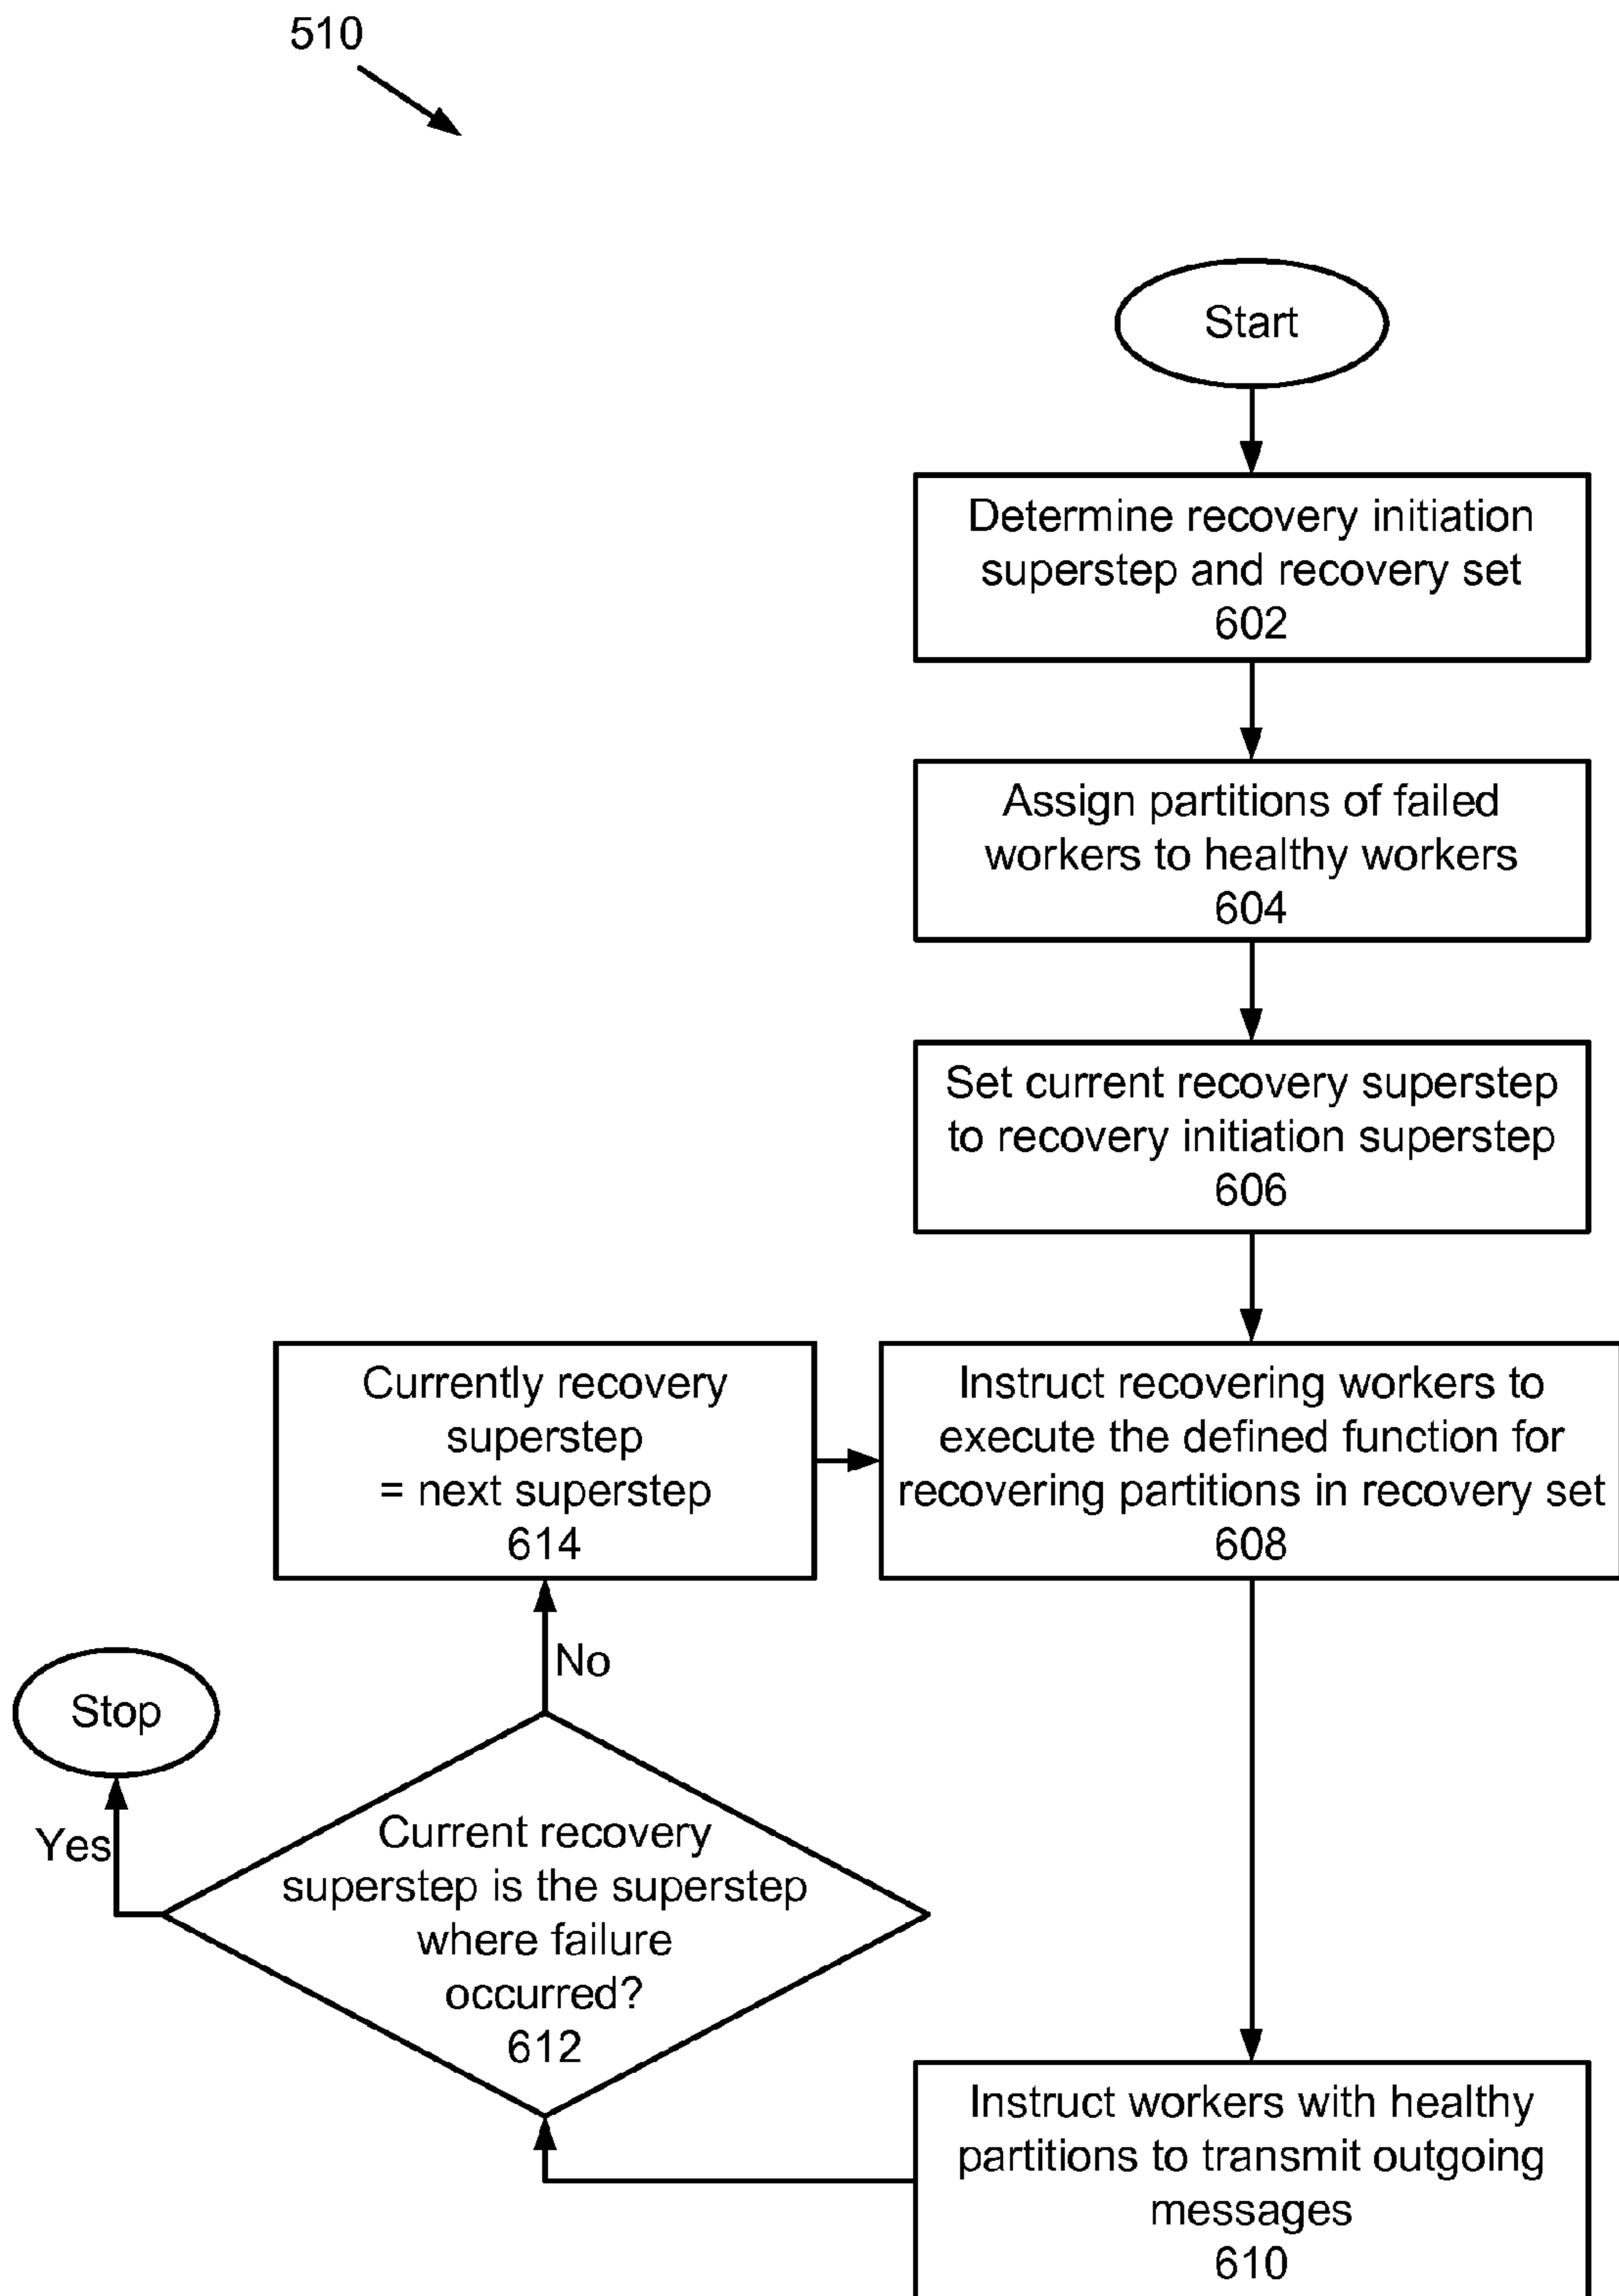 510
Start
Determine recovery initiation
superstep and recovery set
602
Assign partitions of failed
workers to healthy workers
604
Set current recovery superstep
to recovery initiation superstep
606
Instruct recovering workers to
execute the defined function for
recovering partitions in recovery set
608
Instruct workers with healthy
partitions to transmit outgoing
messages
610
Current recovery
superstep is the superstep
where failure
occurred?
612
No
Currently recovery
superstep
= next superstep
614
Yes
Stop